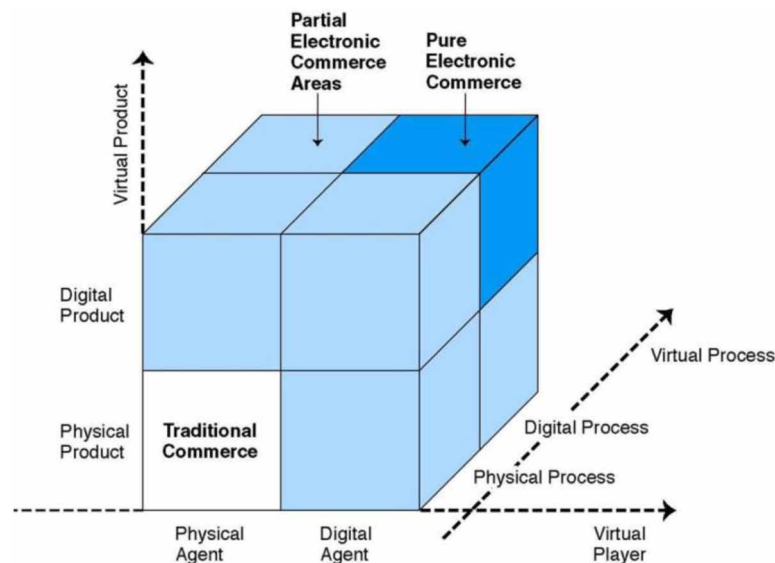 Partial
Electronic
Commerce
Areas
Pure
Electronic
Commerce
Virtual Product
Digital
Product
Physical
Product
Traditional
Commerce
Virtual Process
Digital Process
Physical Process
Physical
Agent
Digital
Agent
Virtual
Player